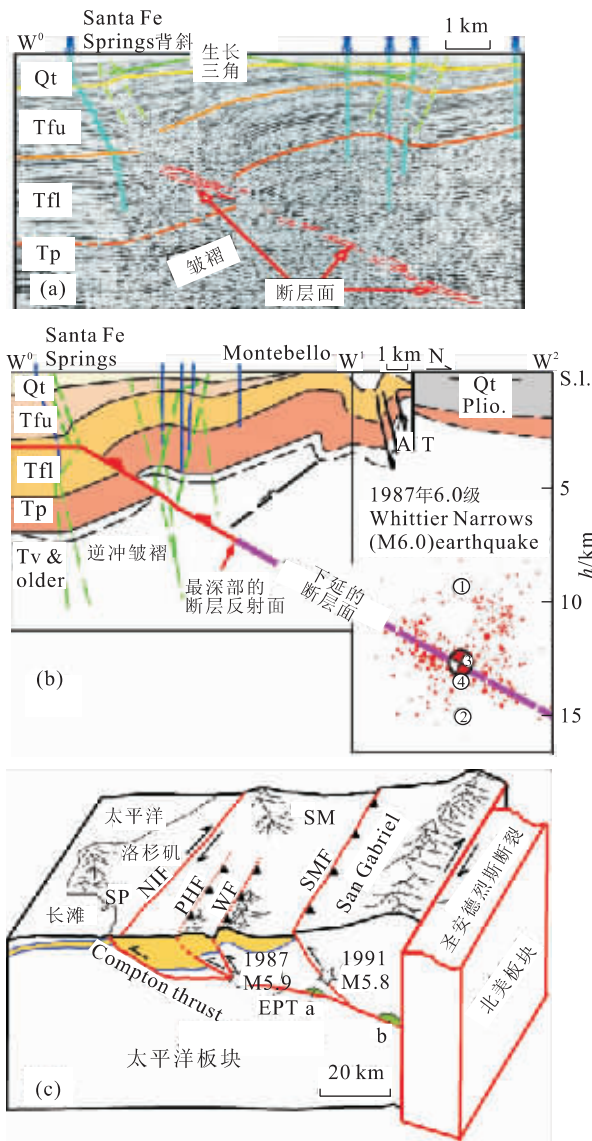 Santa Fe
W⁰ Springs背斜
1 km
生长
三角
Qt
Tfu
Tfl
Tp
皱褶
断层面
(a)
Santa Fe
W⁰ Springs
Montebello
W¹
1 km
N
W²
Qt
Tfu
Tfl
Tp
Tv &
older
Qt
Plio.
S.l.
A T
5
10
15
h/km
1987年6.0级
Whittier Narrows
(M6.0)earthquake
逆冲皱褶
最深部的
断层反射面
下延的
断层面
①
③
④
②
(b)
太平洋
洛杉矶
SP
长滩
NIF
PHF
WF
SM
SMF
San Gabriel
圣安德烈斯断裂
北美板块
Compton thrust
1987
M5.9
1991
M5.8
EPT a
b
太平洋板块
20 km
(c)